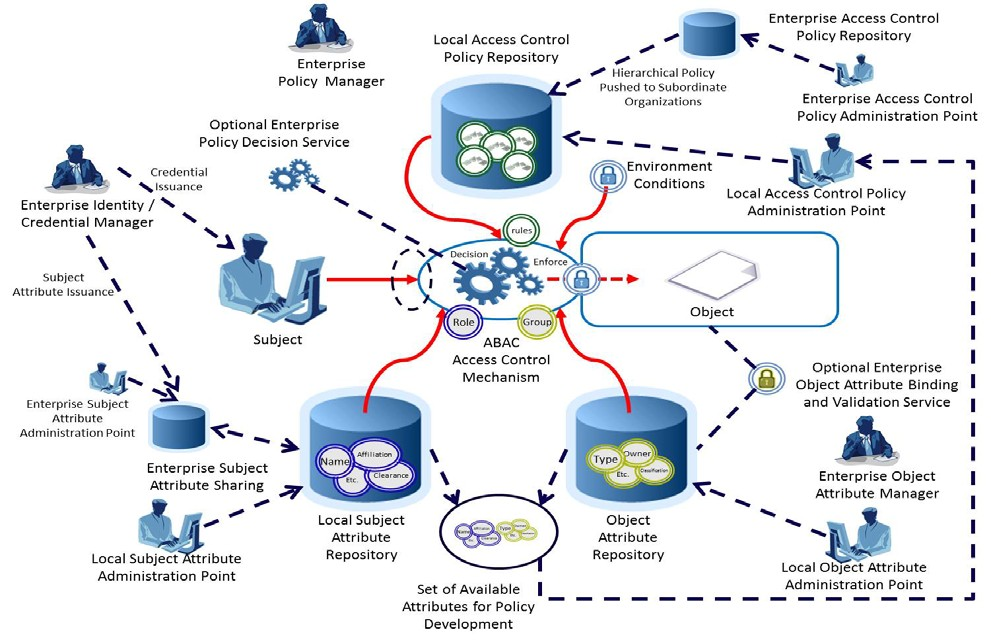 Enterprise
Policy Manager
Local Access Control
Policy Repository
Enterprise Access Control
Policy Repository
Hierarchical Policy
Pushed to Subordinate
Organizations
Enterprise Access Control
Policy Administration Point
Optional Enterprise
Policy Decision Service
Credential
Issuance
Environment
Conditions
Local Access Control Policy
Administration Point
Enterprise Identity /
Credential Manager
rules
Decision
Enforce
Subject
Attribute Issuance
Object
Subject
Role
Group
ABAC
Access Control
Mechanism
Optional Enterprise
Object Attribute Binding
and Validation Service
Enterprise Subject
Attribute
Administration Point
Name
Affiliation
Etc.
Clearance
Type
Owner
Etc.
Classification
Enterprise Subject
Attribute Sharing
Enterprise Object
Attribute Manager
Local Subject
Attribute
Repository
Object
Attribute
Repository
Name
Type
Local Subject Attribute
Administration Point
Local Object Attribute
Administration Point
Set of Available
Attributes for Policy
Development